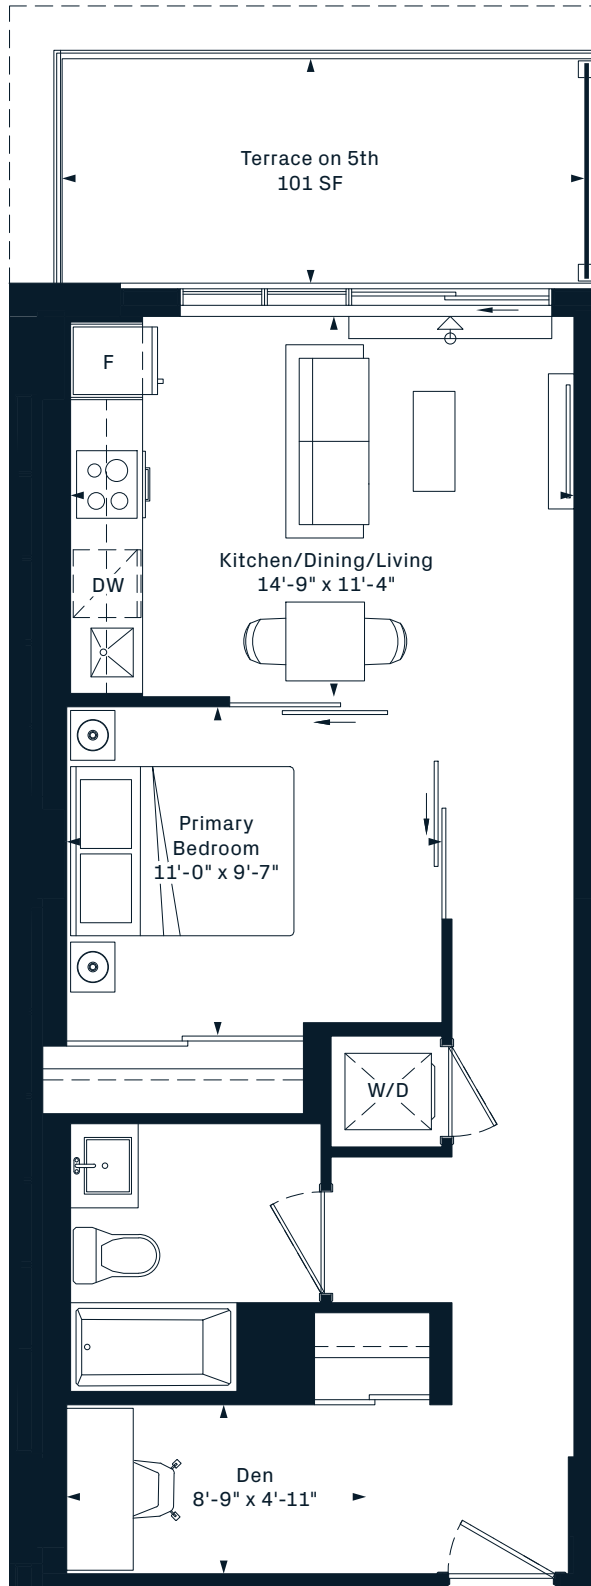 Terrace on 5th
101 SF
F
Kitchen/Dining/Living
14'-9" x 11'-4"
DW
Primary
Bedroom
11'-0" x 9'-7"
W/D
Den
8'-9" x 4'-11"